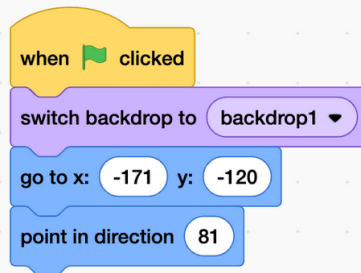 when clicked
switch backdrop to backdrop1
go to x: -171 y: -120
point in direction 81